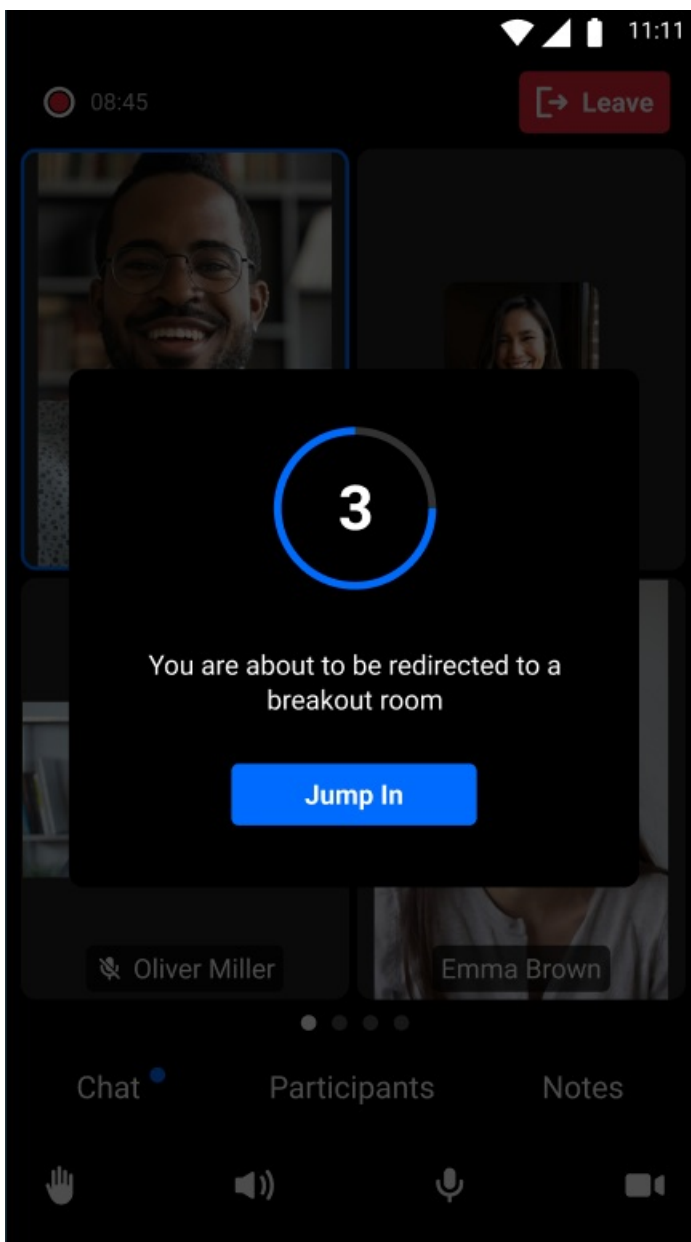 11:11
08:45
Leave
3
You are about to be redirected to a
breakout room
Jump In
Oliver Miller
Emma Brown
Chat
Participants
Notes